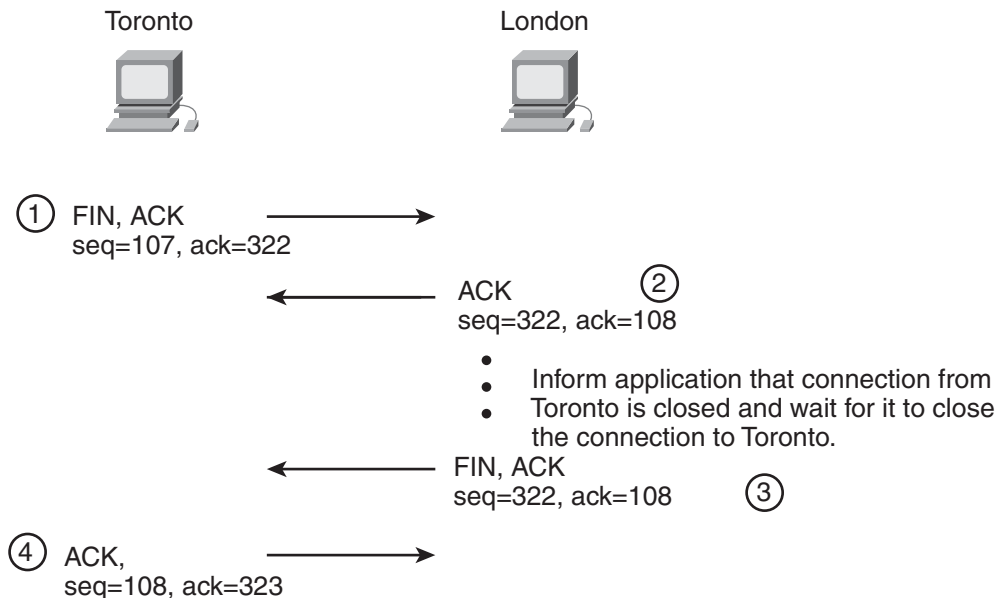 Toronto
London
1
FIN, ACK
seq=107, ack=322
ACK
2
seq=322, ack=108
Inform application that connection from
Toronto is closed and wait for it to close
the connection to Toronto.
FIN, ACK
seq=322, ack=108
3
4
ACK,
seq=108, ack=323